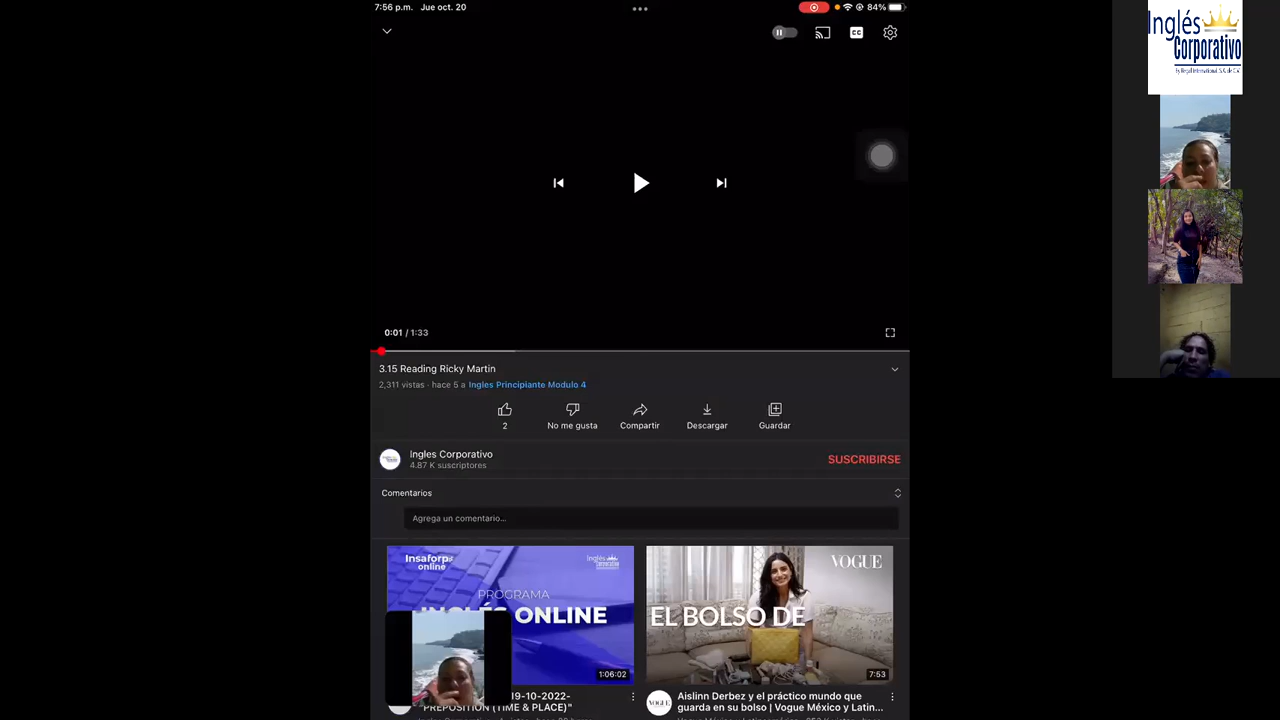 7:56 p.m. Jue oct. 20
84%
CC
0:01 / 1:33
3.15 Reading Ricky Martin
2,311 vistas · hace 5 a Ingles Principiante Modulo 4
2
No me gusta
Compartir
Descargar
Guardar
Ingles Corporativo
4.87 K suscriptores
SUSCRIBIRSE
Comentarios
Agrega un comentario...
Insaforp
online
Inglés
Corporativo
PROGRAMA
INGLÉS ONLINE
1:06:02
VOGUE
EL BOLSO DE
7:53
19-10-2022-
"PREPOSITION (TIME & PLACE)"
VOGUE
Aislinn Derbez y el práctico mundo que
guarda en su bolso | Vogue México y Latin...
Inglés
Corporativo